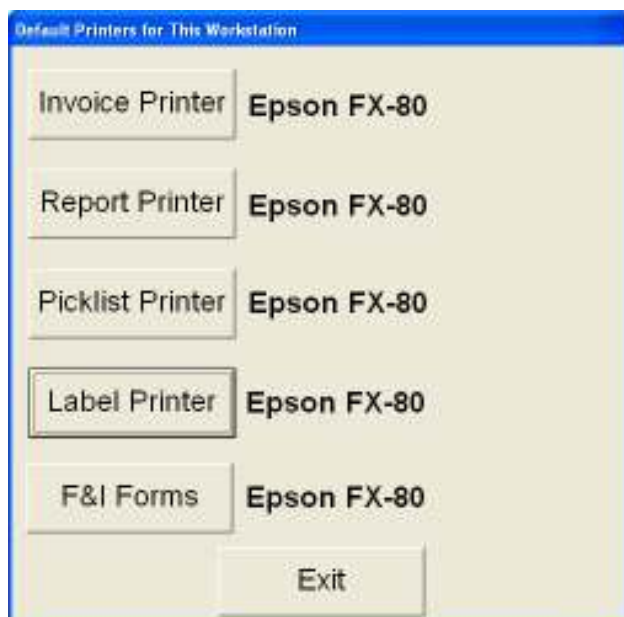 Default Printers for This Workstation
Invoice Printer Epson FX-80
Report Printer Epson FX-80
Picklist Printer Epson FX-80
Label Printer Epson FX-80
F&I Forms Epson FX-80
Exit